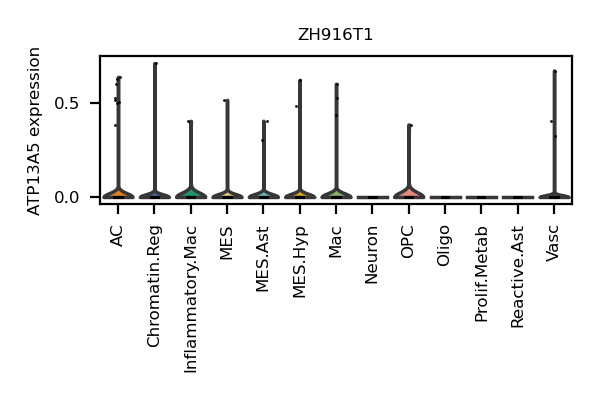 ZH916T1
ATP13A5 expression
0.5
0.0
AC
Chromatin.Reg
Inflammatory.Mac
MES
MES.Ast
MES.Hyp
Mac
Neuron
OPC
Oligo
Prolif.Metab
Reactive.Ast
Vasc